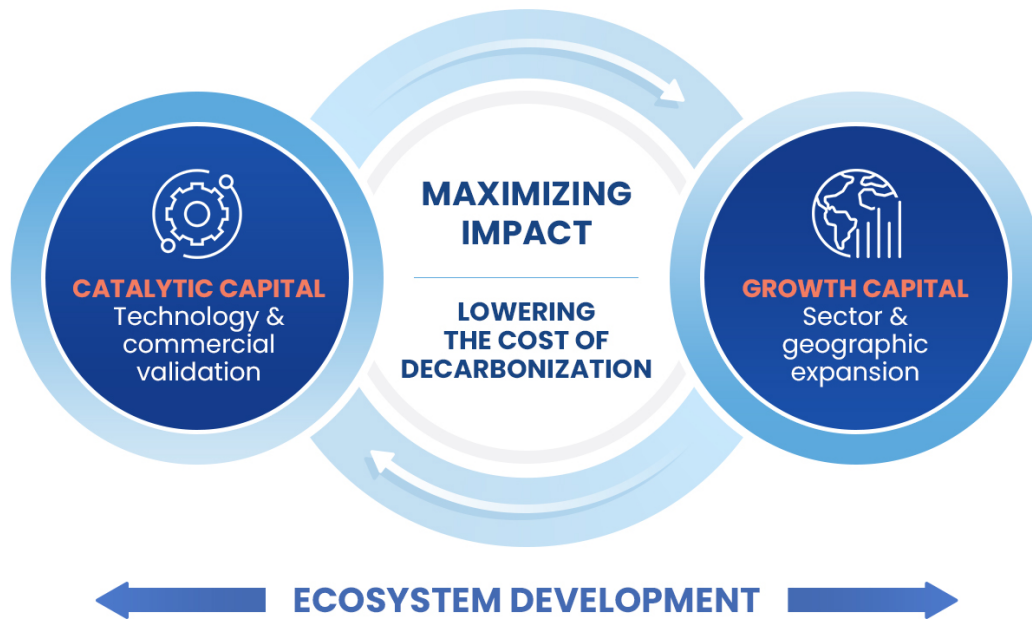 MAXIMIZING
IMPACT
LOWERING
THE COST OF
DECARBONIZATION
CATALYTIC CAPITAL
Technology &
commercial
validation
GROWTH CAPITAL
Sector &
geographic
expansion
ECOSYSTEM DEVELOPMENT